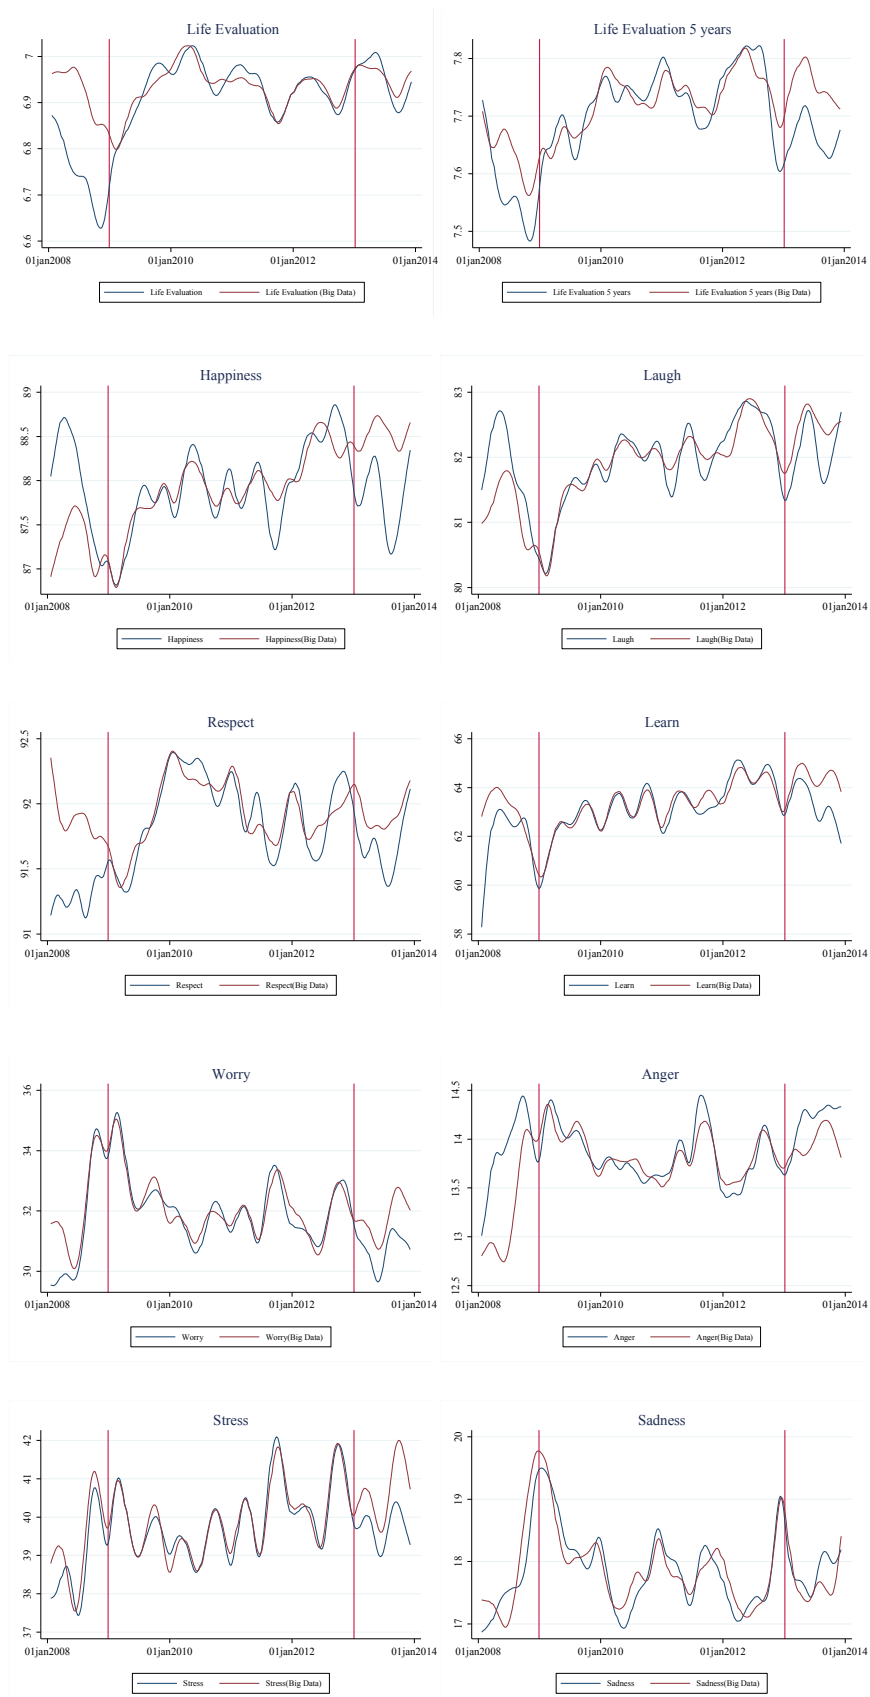 Life Evaluation
7
6.9
6.8
6.7
6.6
01jan2008 01jan2010 01jan2012 01jan2014
Life Evaluation Life Evaluation (Big Data)
Life Evaluation 5 years
7.8
7.7
7.6
7.5
01jan2008 01jan2010 01jan2012 01jan2014
Life Evaluation 5 years Life Evaluation 5 years (Big Data)
Happiness
89
88.5
88
87.5
87
01jan2008 01jan2010 01jan2012 01jan2014
Happiness Happiness(Big Data)
Laugh
83
82
81
80
01jan2008 01jan2010 01jan2012 01jan2014
Laugh Laugh(Big Data)
Respect
92.5
92
91.5
91
01jan2008 01jan2010 01jan2012 01jan2014
Respect Respect(Big Data)
Learn
66
64
62
60
58
01jan2008 01jan2010 01jan2012 01jan2014
Learn Learn(Big Data)
Worry
36
34
32
30
01jan2008 01jan2010 01jan2012 01jan2014
Worry Worry(Big Data)
Anger
14.5
14
13.5
13
12.5
01jan2008 01jan2010 01jan2012 01jan2014
Anger Anger(Big Data)
Stress
42
41
40
39
38
37
01jan2008 01jan2010 01jan2012 01jan2014
Stress Stress(Big Data)
Sadness
20
19
18
17
01jan2008 01jan2010 01jan2012 01jan2014
Sadness Sadness(Big Data)